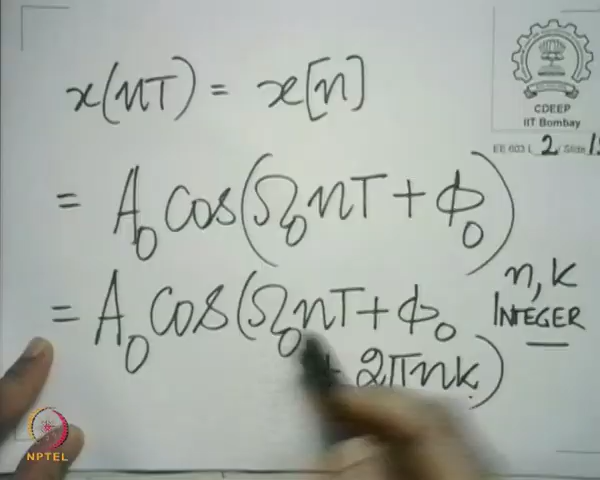 x(nT) = x[n]
CDEEP
IIT Bombay
EE 603 L 2 / Slide 15
= A₀ cos(Ω₀nT + ϕ₀)
= A₀ cos(Ω₀nT + ϕ₀
+ 2πnk)
n, k
INTEGER
NPTEL